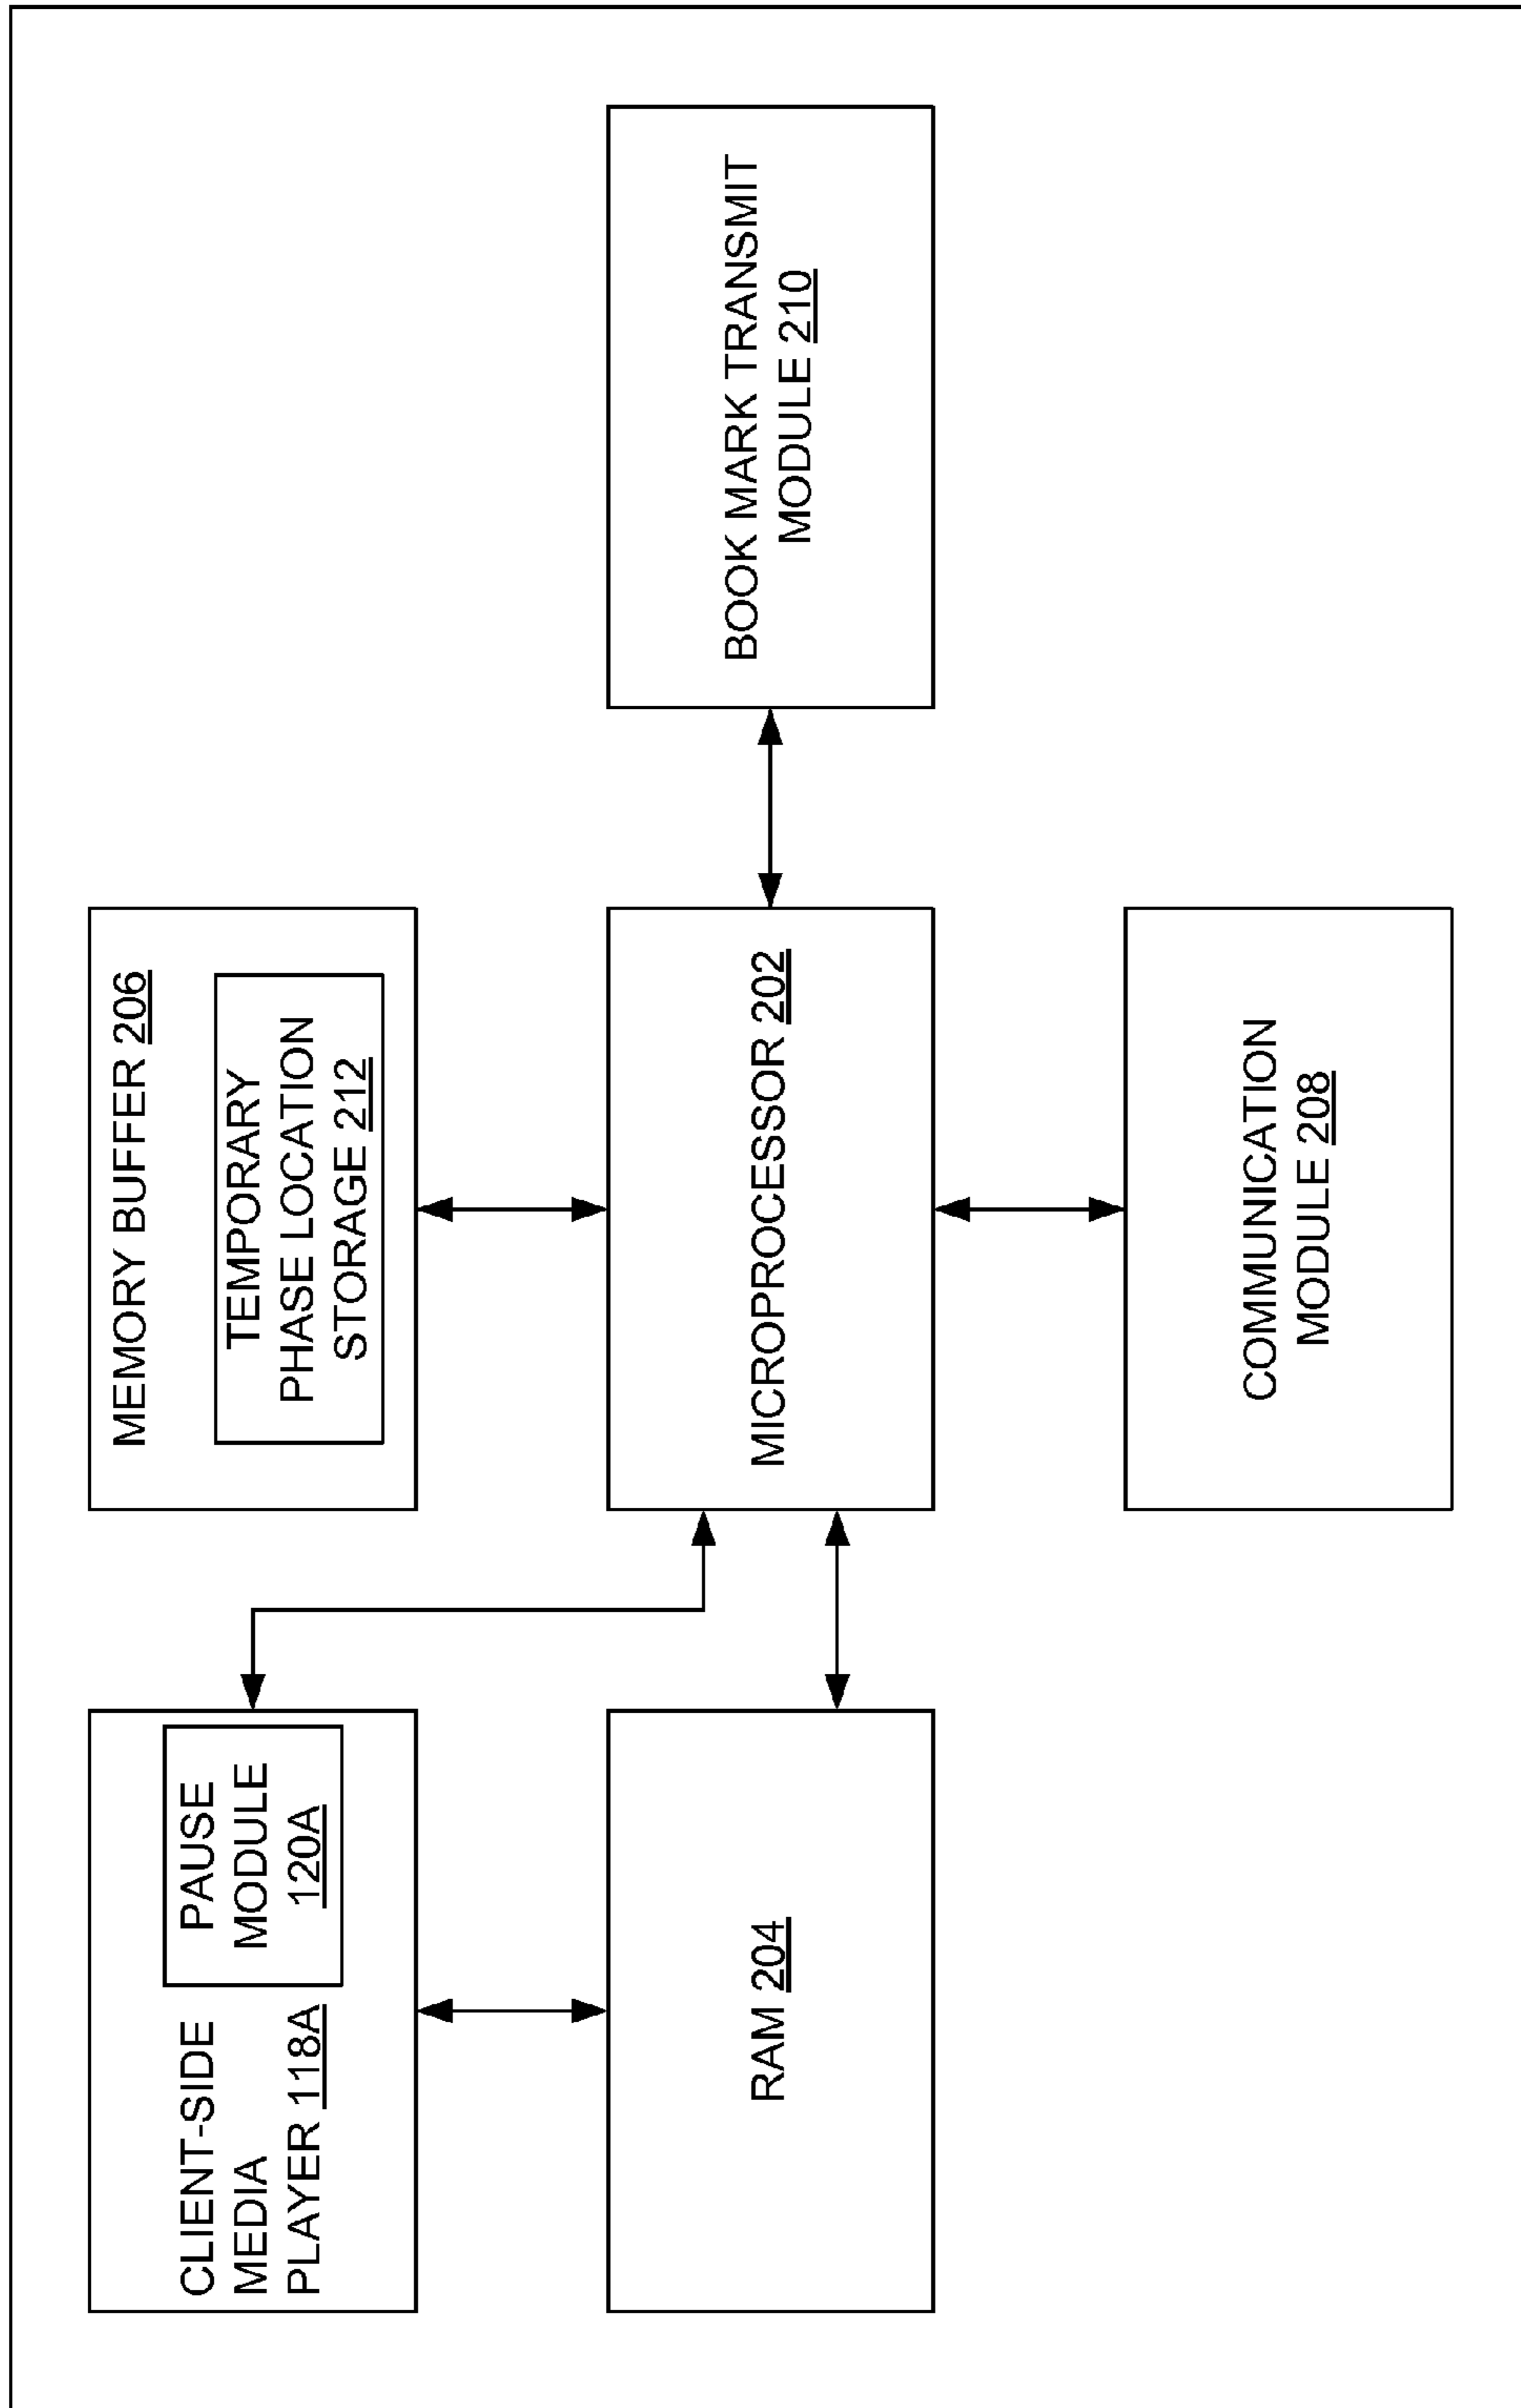 CLIENT-SIDE
MEDIA
PLAYER 118A
PAUSE
MODULE
120A
MEMORY BUFFER 206
TEMPORARY
PHASE LOCATION
STORAGE 212
RAM 204
MICROPROCESSOR 202
BOOK MARK TRANSMIT
MODULE 210
COMMUNICATION
MODULE 208